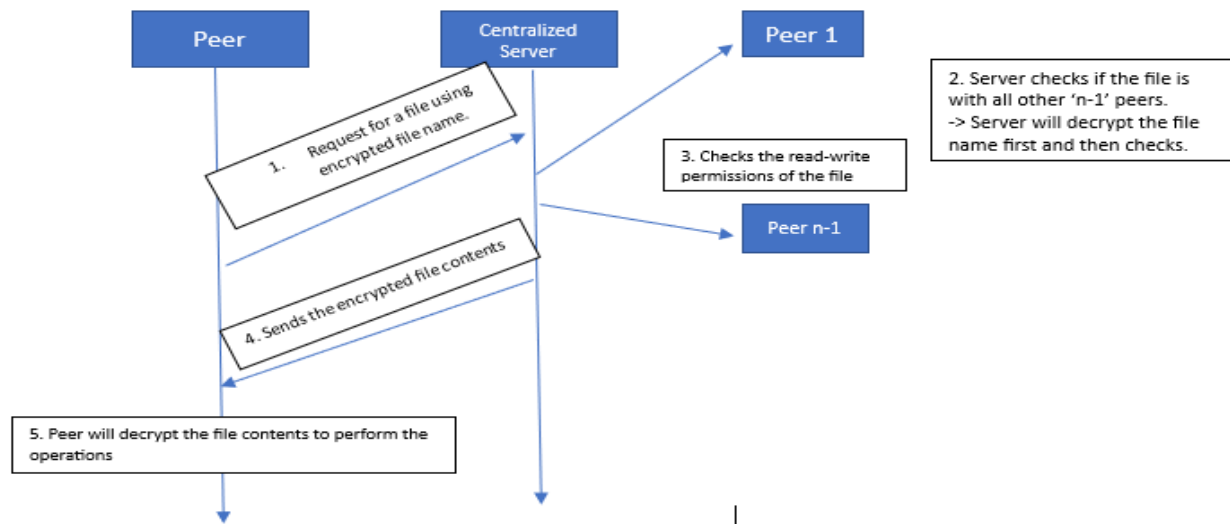 Peer
Centralized
Server
Peer 1
2. Server checks if the file is
with all other ‘n-1’ peers.
-> Server will decrypt the file
name first and then checks.
1. Request for a file using
encrypted file name.
3. Checks the read-write
permissions of the file
Peer n-1
4. Sends the encrypted file contents
5. Peer will decrypt the file contents to perform the
operations